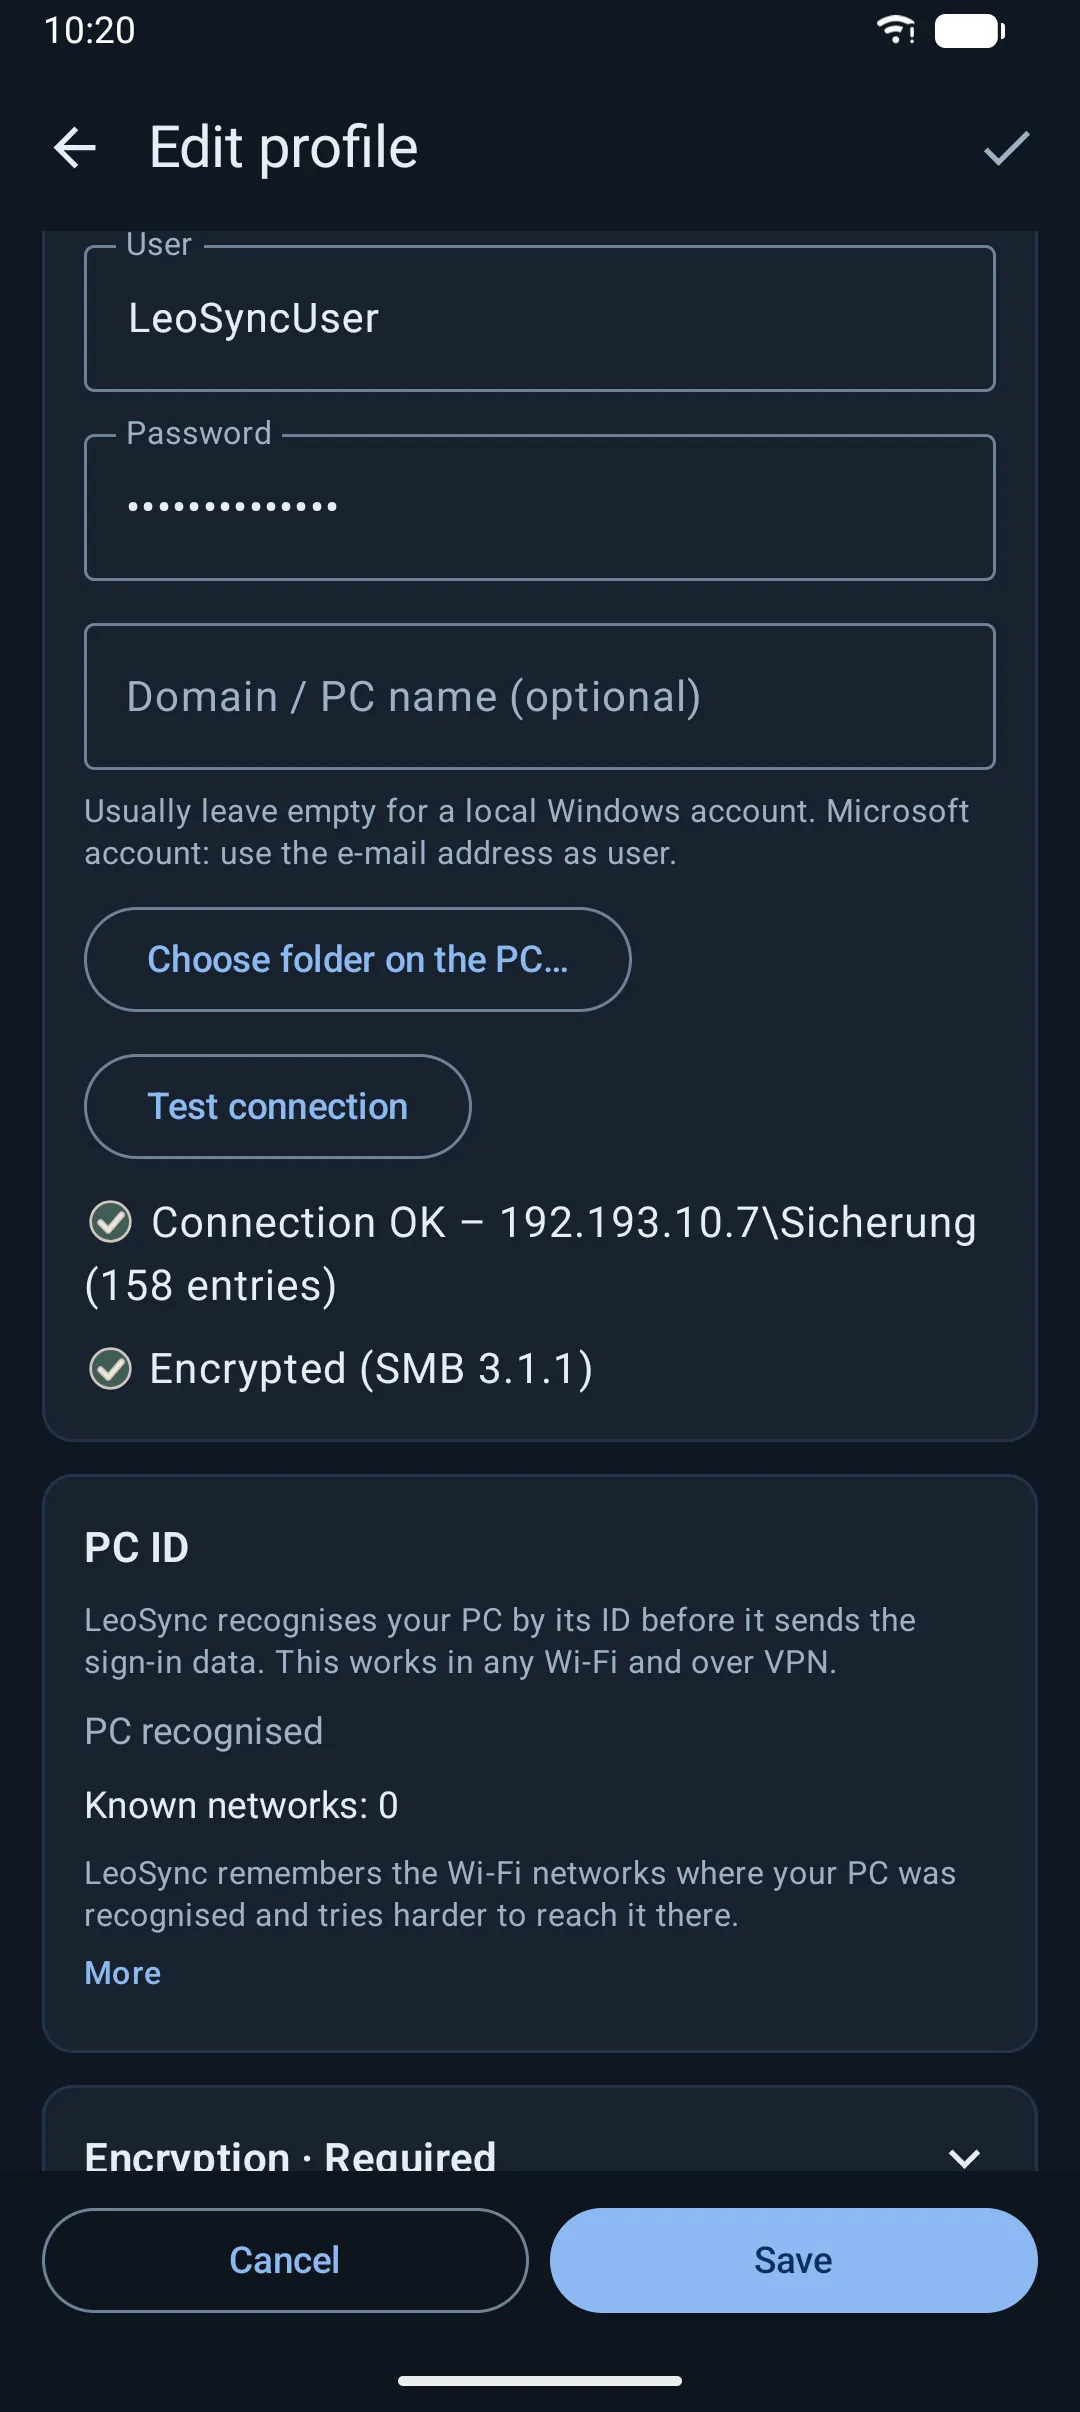 10:20
Edit profile
User
LeoSyncUser
Password
••••••••••••••
Domain / PC name (optional)
Usually leave empty for a local Windows account. Microsoft
account: use the e-mail address as user.
Choose folder on the PC…
Test connection
Connection OK – 192.193.10.7\Sicherung
(158 entries)
Encrypted (SMB 3.1.1)
PC ID
LeoSync recognises your PC by its ID before it sends the
sign-in data. This works in any Wi-Fi and over VPN.
PC recognised
Known networks: 0
LeoSync remembers the Wi-Fi networks where your PC was
recognised and tries harder to reach it there.
More
Encryption · Required
Cancel
Save